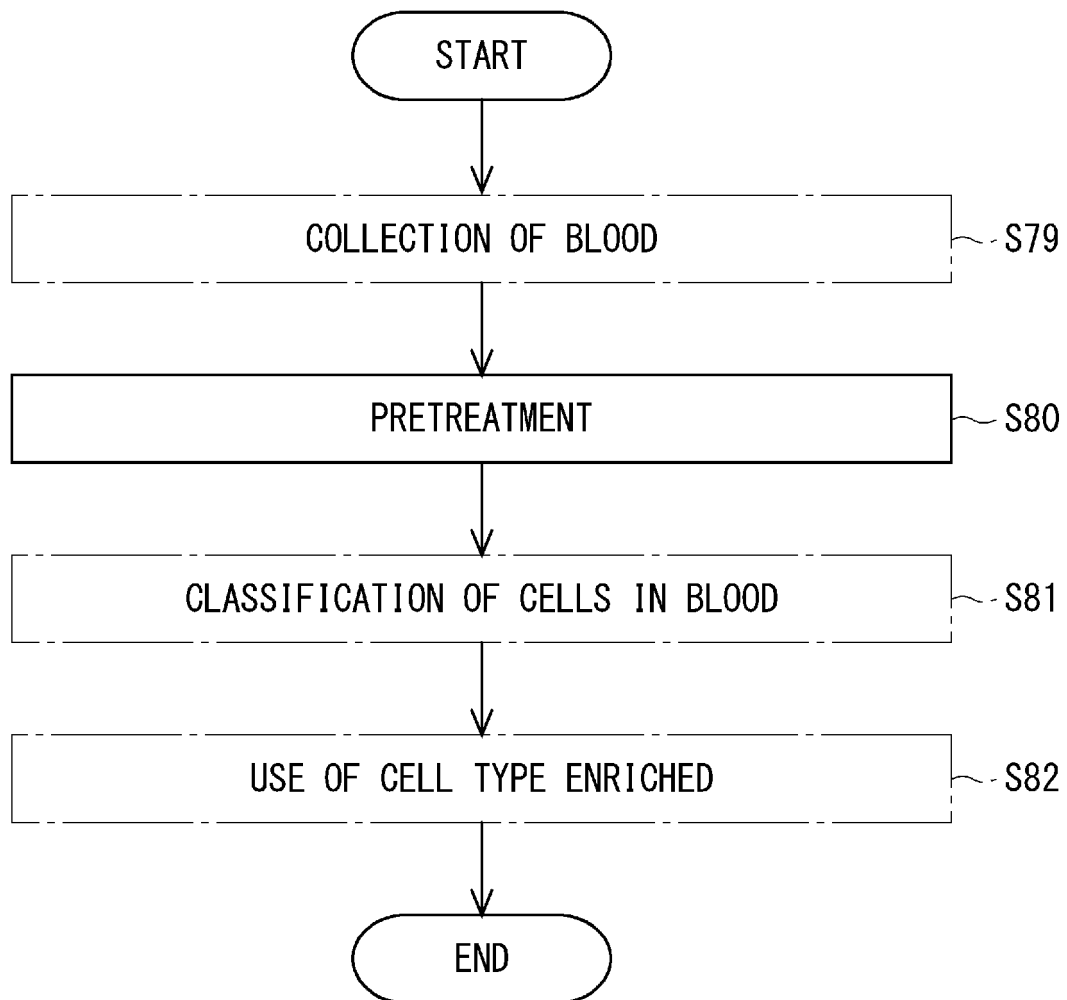 START
COLLECTION OF BLOOD
S79
PRETREATMENT
S80
CLASSIFICATION OF CELLS IN BLOOD
S81
USE OF CELL TYPE ENRICHED
S82
END